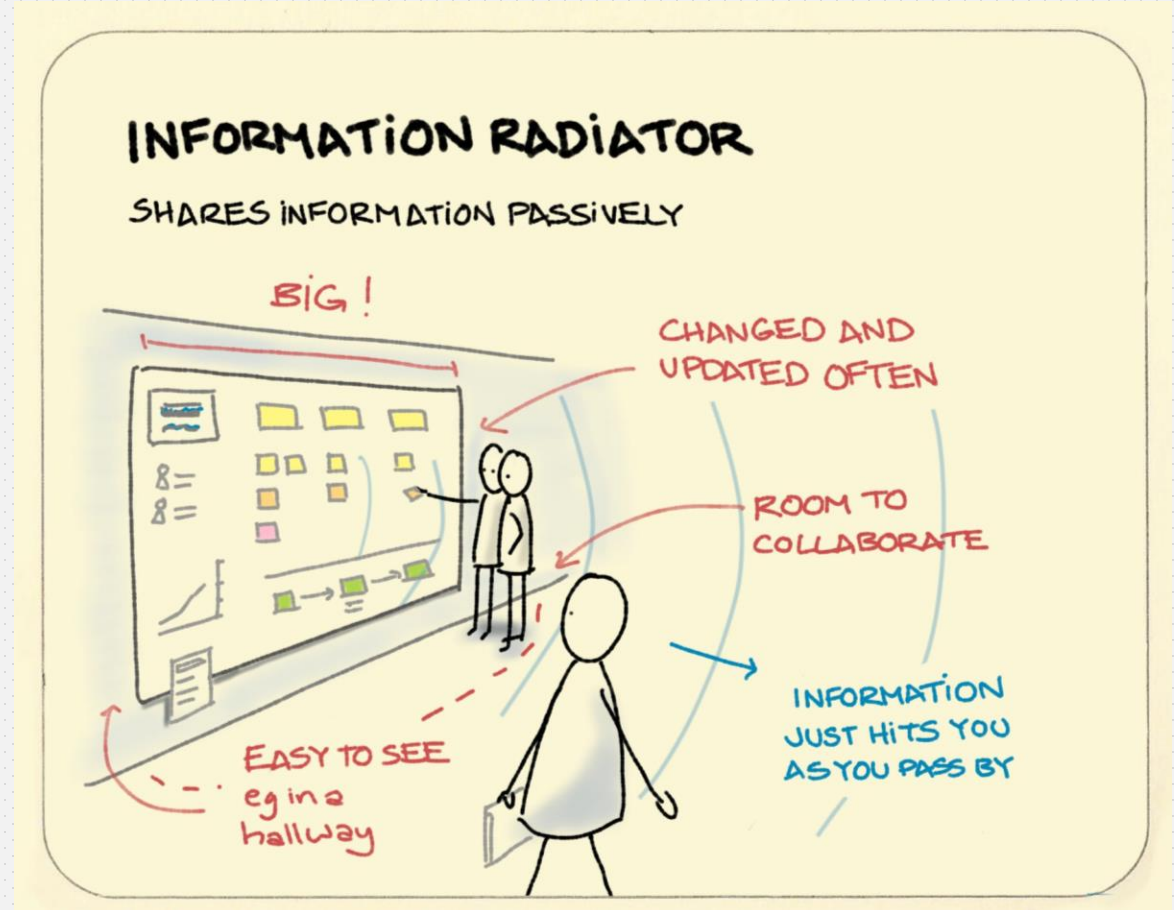 INFORMATION RADIATOR
SHARES INFORMATION PASSIVELY
BIG!
CHANGED AND
UPDATED OFTEN
ROOM TO
COLLABORATE
INFORMATION
JUST HITS YOU
AS YOU PASS BY
EASY TO SEE
eg in a
hallway